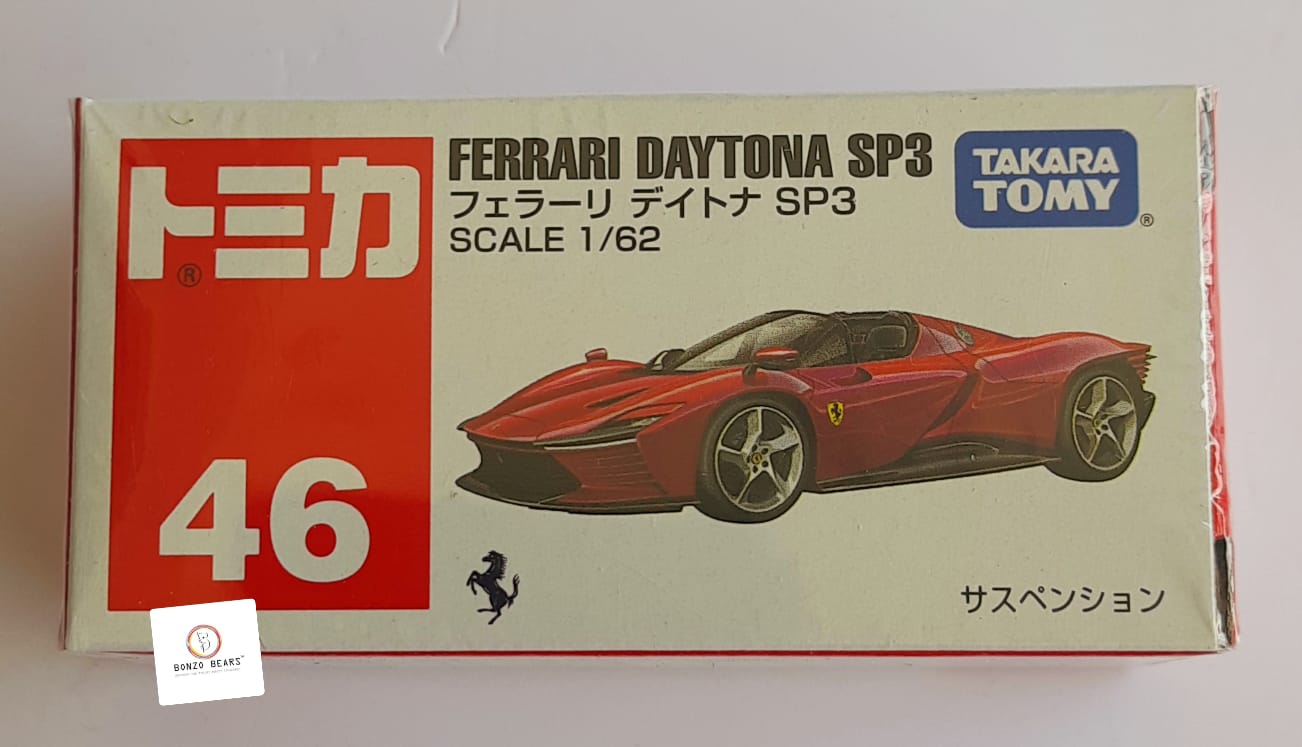 トミカ
®
46
FERRARI DAYTONA SP3
フェラーリ デイトナ SP3
SCALE 1/62
TAKARA
TOMY
®
サスペンション
BONZO BEARS™